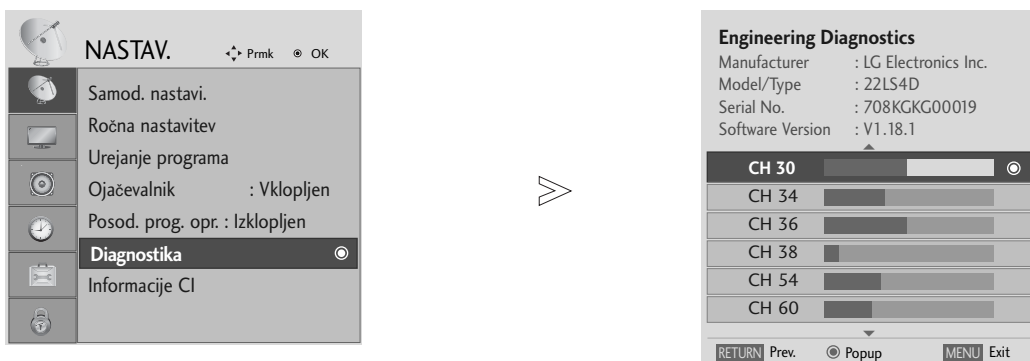 NASTAV. Prmk OK
Samod. nastavi.
Ročna nastavitev
Urejanje programa
Ojačevalnik : Vklopljen
Posod. prog. opr. : Izklopljen
Diagnostika
Informacije CI
Engineering Diagnostics
Manufacturer : LG Electronics Inc.
Model/Type : 22LS4D
Serial No. : 708KGKG00019
Software Version : V1.18.1
CH 30
CH 34
CH 36
CH 38
CH 54
CH 60
RETURN Prev. Popup MENU Exit